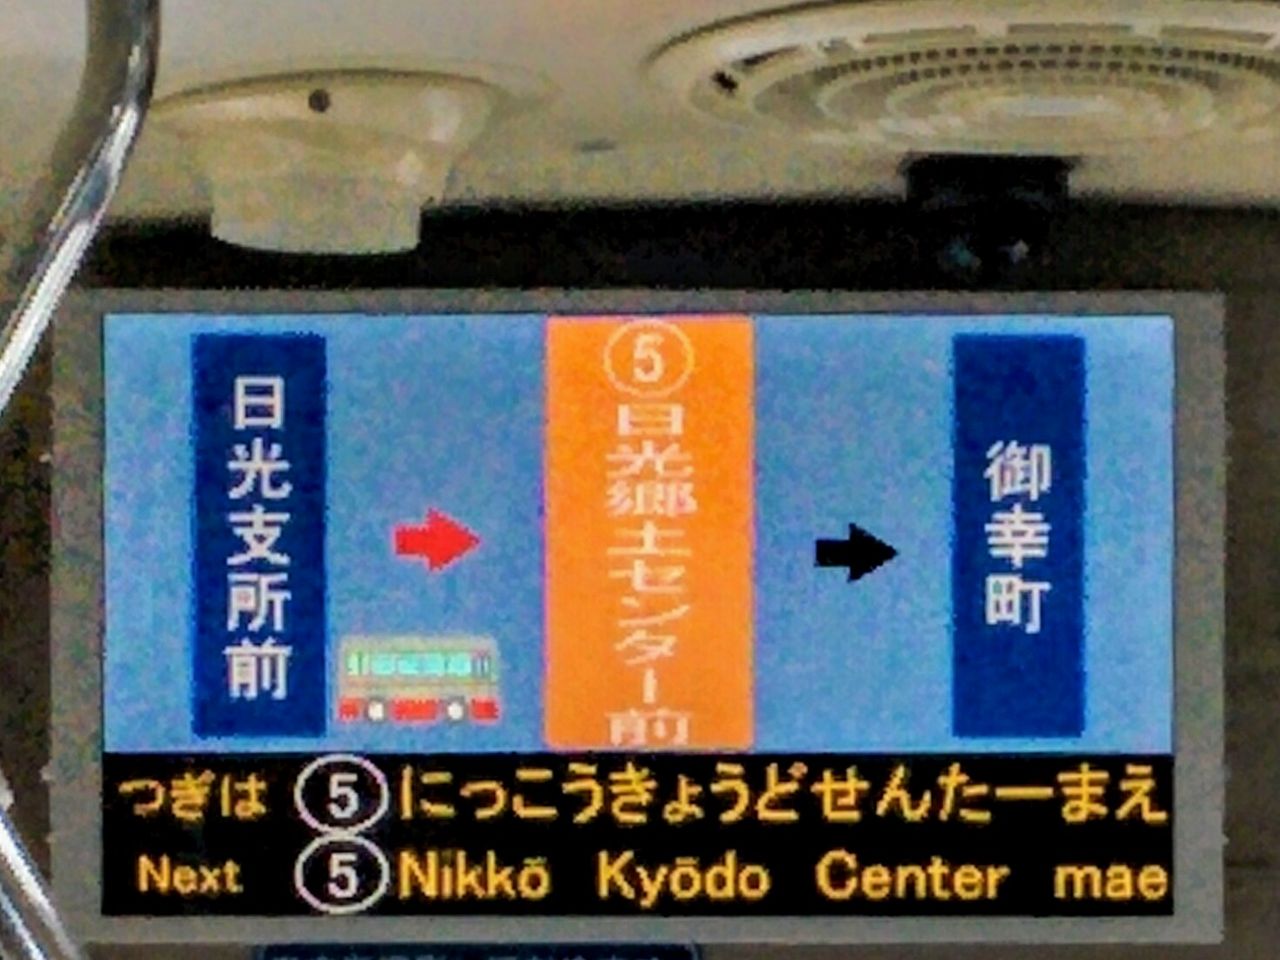 日光支所前
⑤日光郷土センター前
御幸町
つぎは ⑤にっこうきょうどせんたーまえ
Next ⑤Nikkō Kyōdo Center mae